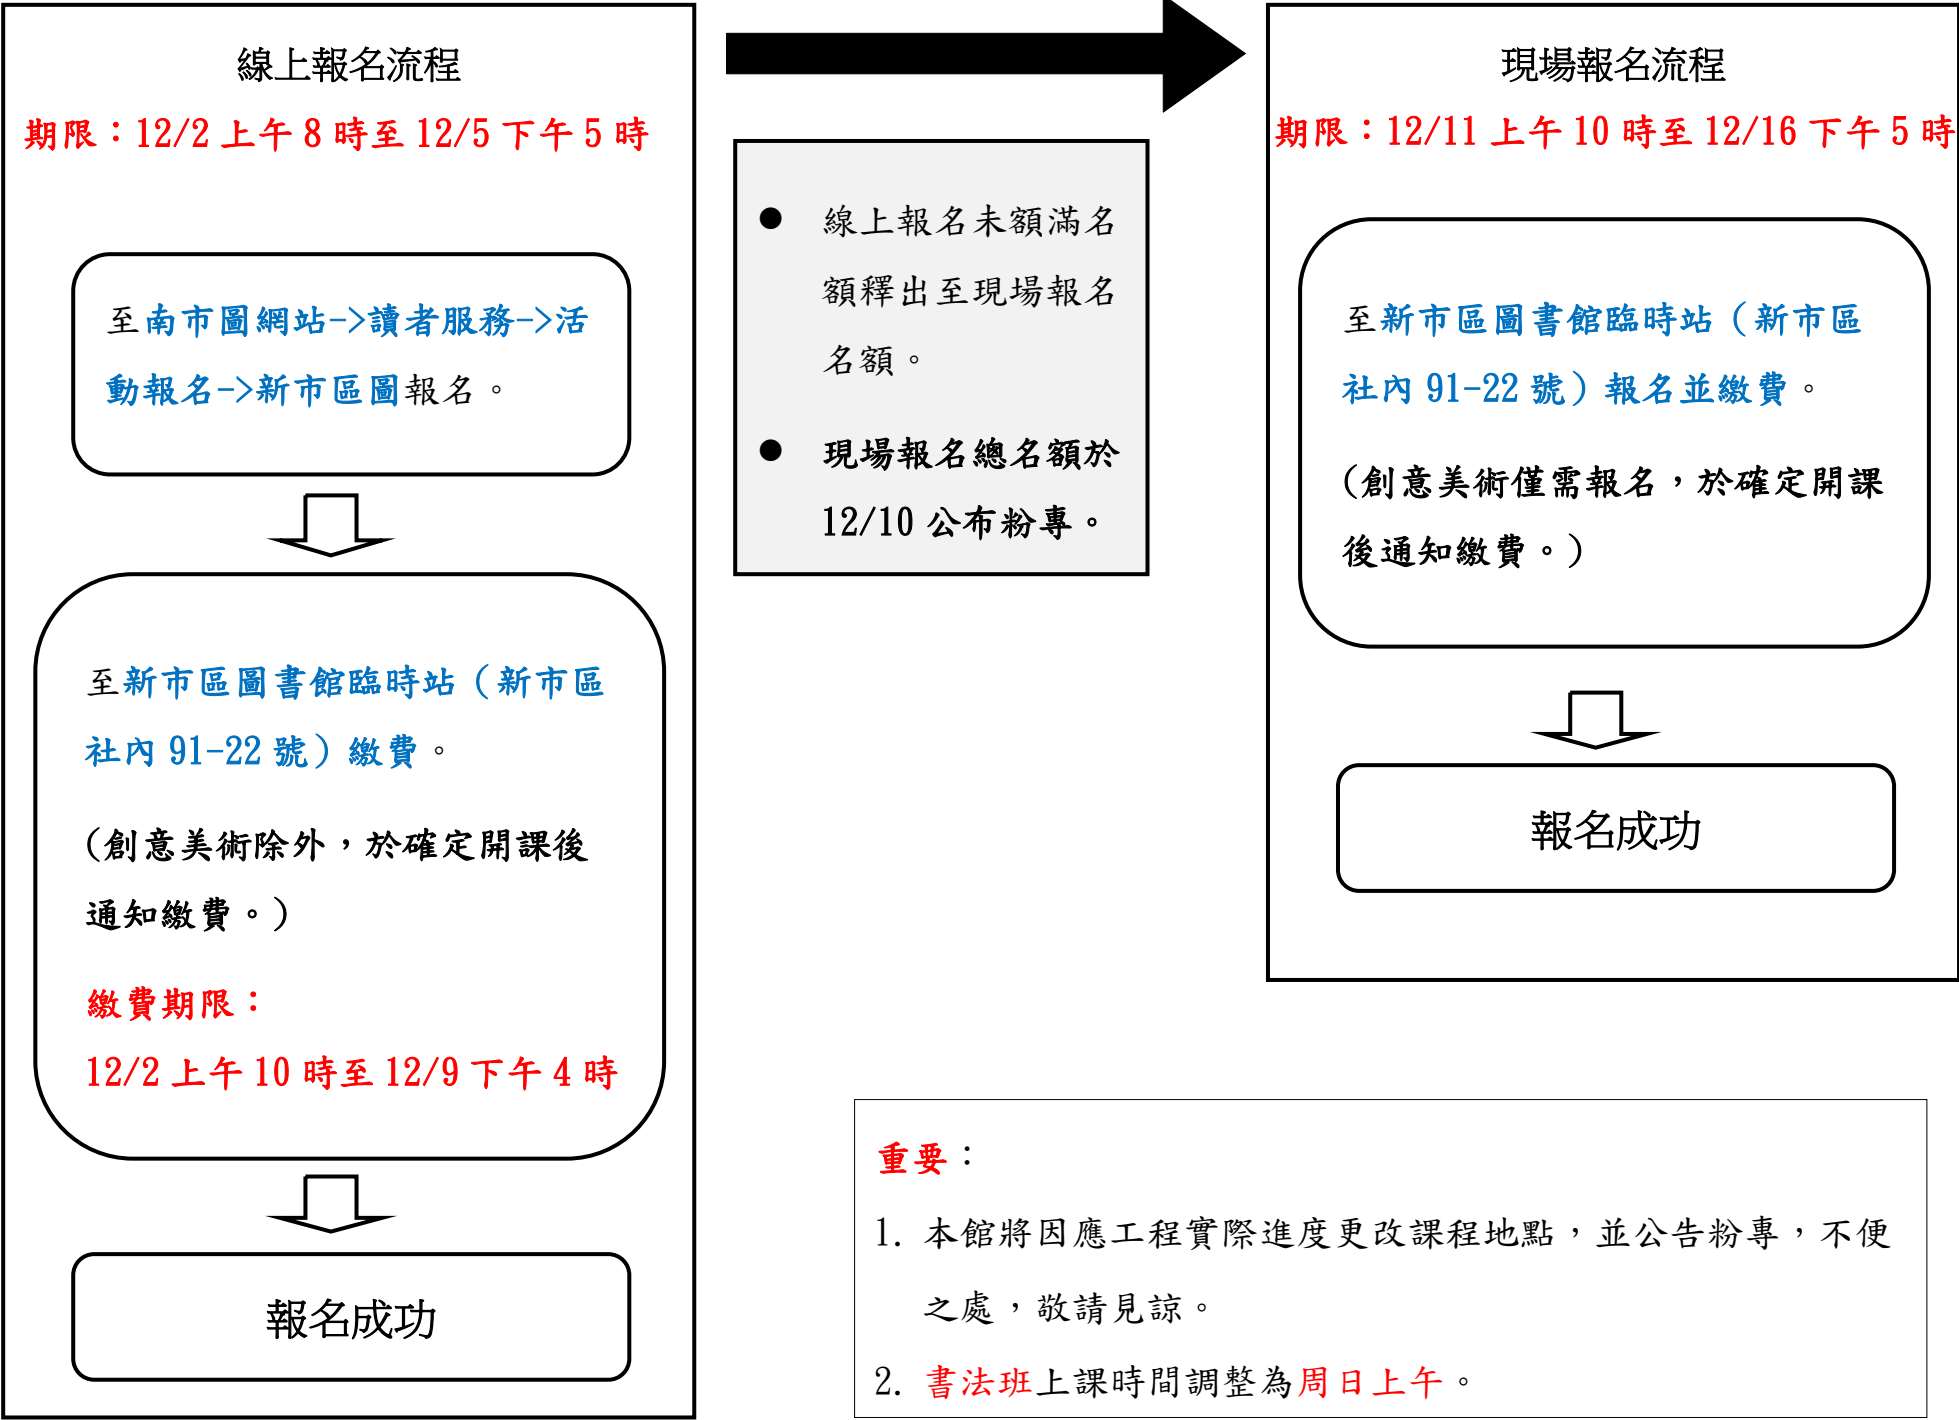 線上報名流程
期限：12/2 上午 8 時至 12/5 下午 5 時
至南市圖網站->讀者服務->活
動報名->新市區圖報名。
至新市區圖書館臨時站（新市區
社內 91-22 號）繳費。
(創意美術除外，於確定開課後
通知繳費。)
繳費期限：
12/2 上午 10 時至 12/9 下午 4 時
報名成功
● 線上報名未額滿名
額釋出至現場報名
名額。
● 現場報名總名額於
12/10 公布粉專。
現場報名流程
期限：12/11 上午 10 時至 12/16 下午 5 時
至新市區圖書館臨時站（新市區
社內 91-22 號）報名並繳費。
(創意美術僅需報名，於確定開課
後通知繳費。)
報名成功
重要：
1. 本館將因應工程實際進度更改課程地點，並公告粉專，不便
之處，敬請見諒。
2. 書法班上課時間調整為周日上午。